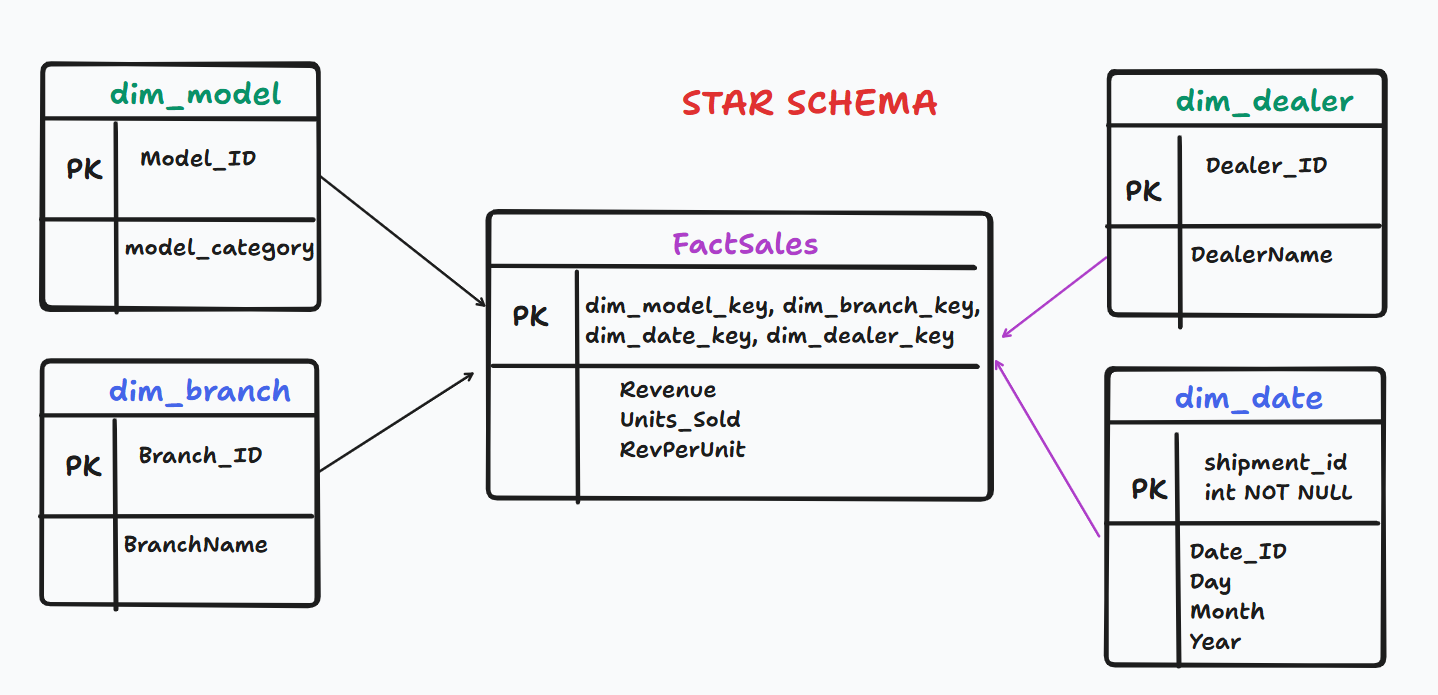 STAR SCHEMA
dim_model
PK
Model_ID
model_category
dim_branch
PK
Branch_ID
BranchName
FactSales
PK
dim_model_key, dim_branch_key,
dim_date_key, dim_dealer_key
Revenue
Units_Sold
RevPerUnit
dim_dealer
PK
Dealer_ID
DealerName
dim_date
PK
shipment_id
int NOT NULL
Date_ID
Day
Month
Year